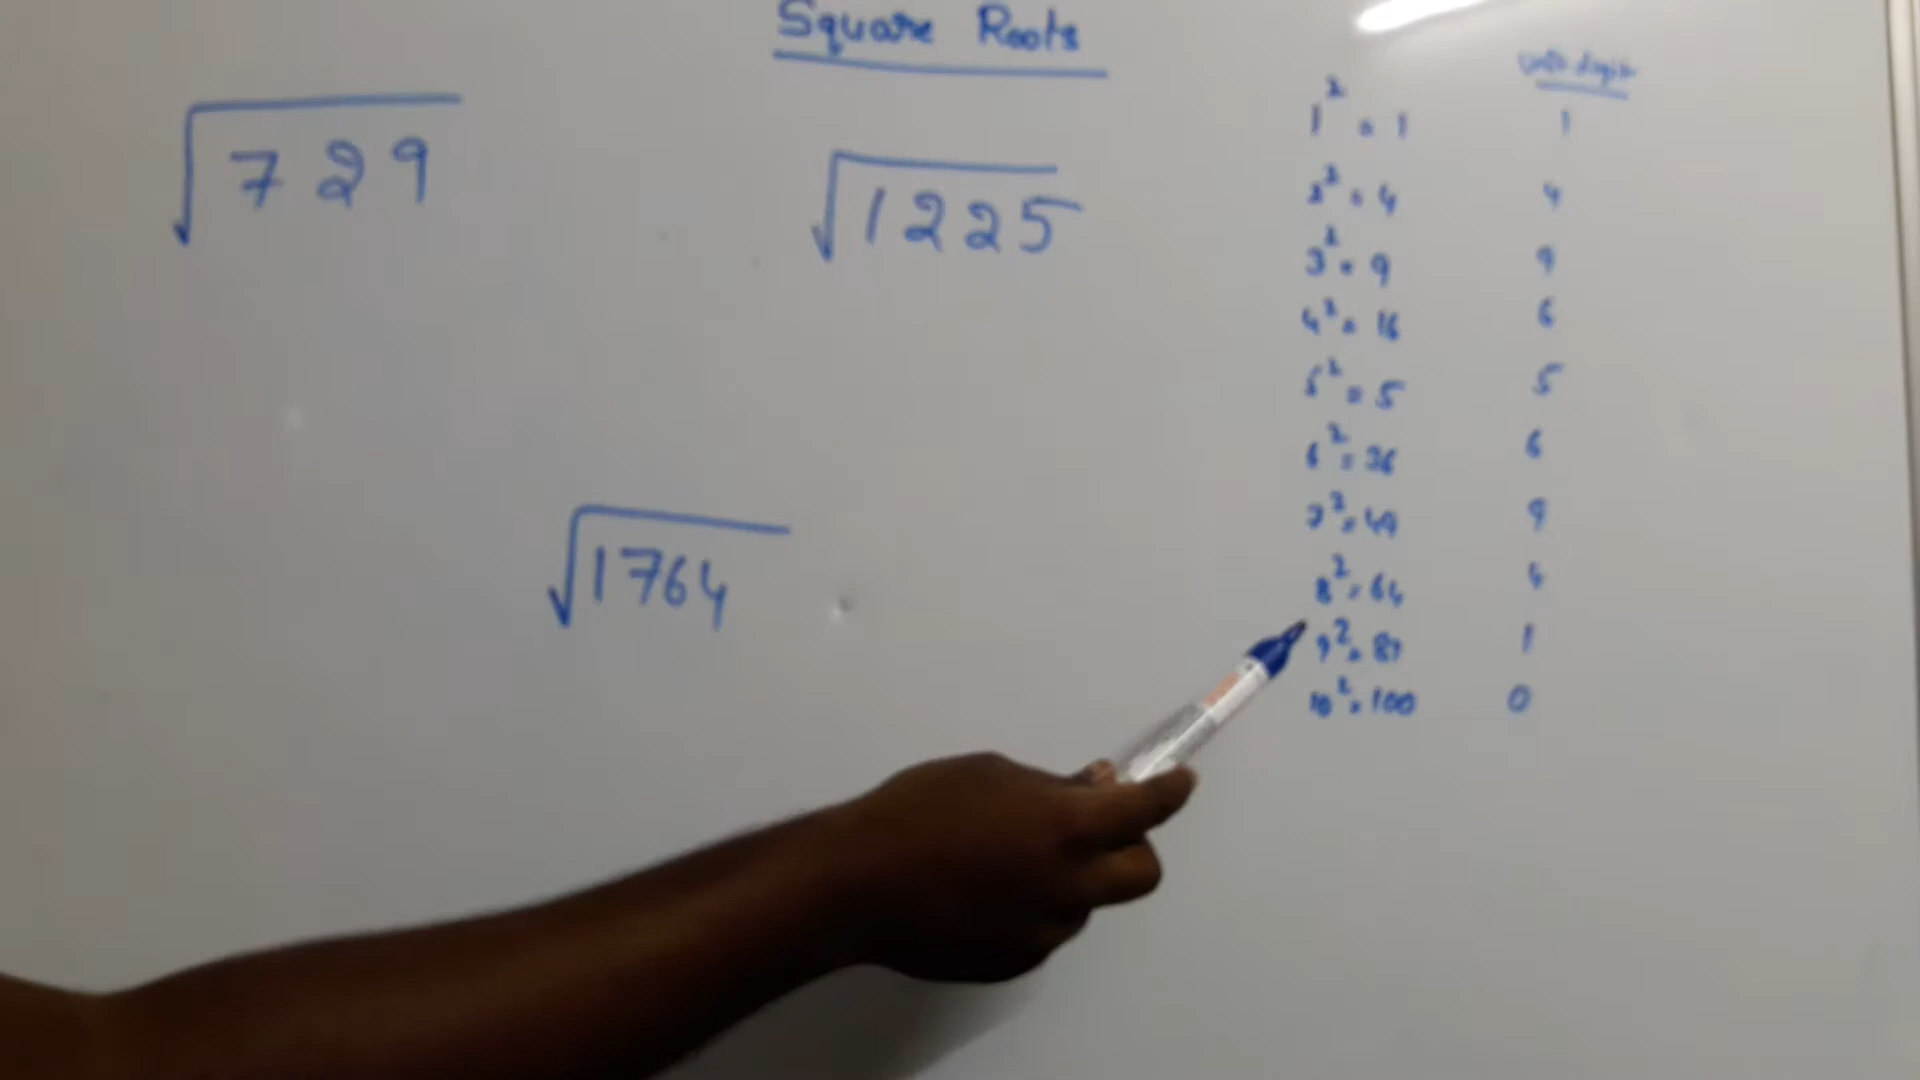 Square Roots
√729
√1225
√1764
unit digit
1² = 1 1
2² = 4 4
3² = 9 9
4² = 16 6
5² = 5 5
6² = 36 6
7² = 49 9
8² = 64 4
9² = 81 1
10² = 100 0